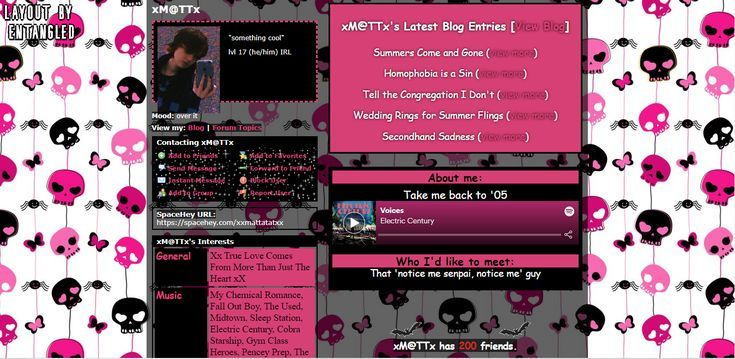 LAYOUT BY
ENTANGLED
xM@TTx
"something cool"
lvl 17 (he/him) IRL
Mood: over it
View my: Blog | Forum Topics
Contacting xM@TTx
Add to Friends
Add to Favorites
Send Message
Forward to Friend
Instant Message
Block User
Add to Group
Report User
SpaceHey URL:
https://spacehey.com/xxmattatatxx
xM@TTx's Interests
General
Xx True Love Comes
From More Than Just The
Heart xX
Music
My Chemical Romance,
Fall Out Boy, The Used,
Midtown, Sleep Station,
Electric Century, Cobra
Starship, Gym Class
Heroes, Pencey Prep, The
xM@TTx's Latest Blog Entries [View Blog]
Summers Come and Gone (view more)
Homophobia is a Sin (view more)
Tell the Congregation I Don't (view more)
Wedding Rings for Summer Flings (view more)
Secondhand Sadness (view more)
About me:
Take me back to '05
Voices
Electric Century
Who I'd like to meet:
That 'notice me senpai, notice me' guy
xM@TTx has 200 friends.